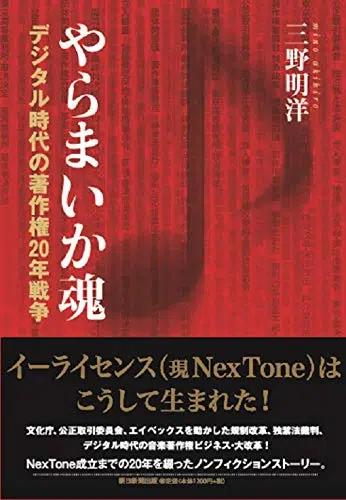 やらまいか魂
デジタル時代の著作権20年戦争
三野明洋
mino akihiro
イーライセンス(現NexTone)は
こうして生まれた!
文化庁、公正取引委員会、エイベックスを動かした規制改革、独禁法裁判、
デジタル時代の音楽著作権ビジネス・大改革!
NexTone成立までの20年を綴ったノンフィクションストーリー。
朝日新聞出版